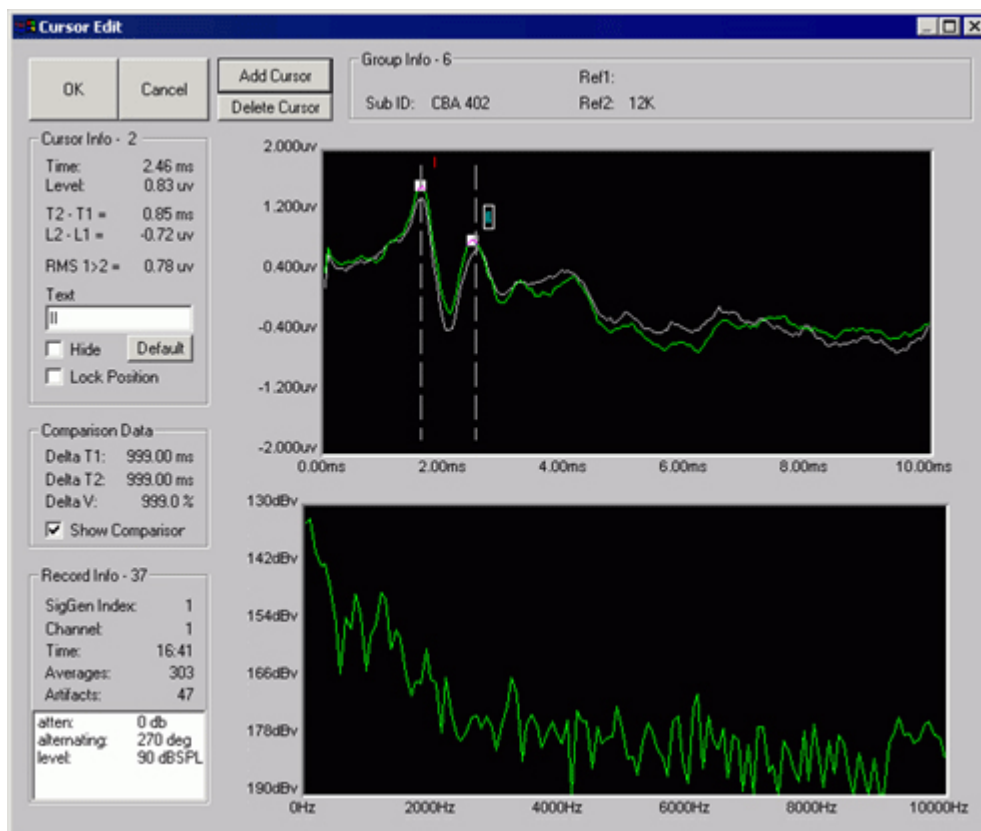 Cursor Edit
OK
Cancel
Add Cursor
Delete Cursor
Group Info - 6
Ref1:
Sub ID: CBA 402
Ref2: 12K
Cursor Info - 2
Time: 2.46 ms
Level: 0.83 uv
T2 - T1 = 0.85 ms
L2 - L1 = -0.72 uv
RMS 1>2 = 0.78 uv
Text
II
Hide
Default
Lock Position
Comparison Data
Delta T1: 999.00 ms
Delta T2: 999.00 ms
Delta V: 999.0 %
Show Comparisor
Record Info - 37
SigGen Index: 1
Channel: 1
Time: 16:41
Averages: 303
Artifacts: 47
atten: 0 db
alternating: 270 deg
level: 90 dBSPL
2.000uv
1.200uv
0.400uv
-0.400uv
-1.200uv
-2.000uv
0.00ms 2.00ms 4.00ms 6.00ms 8.00ms 10.00ms
I
130dBv
142dBv
154dBv
166dBv
178dBv
190dBv
0Hz 2000Hz 4000Hz 6000Hz 8000Hz 10000Hz